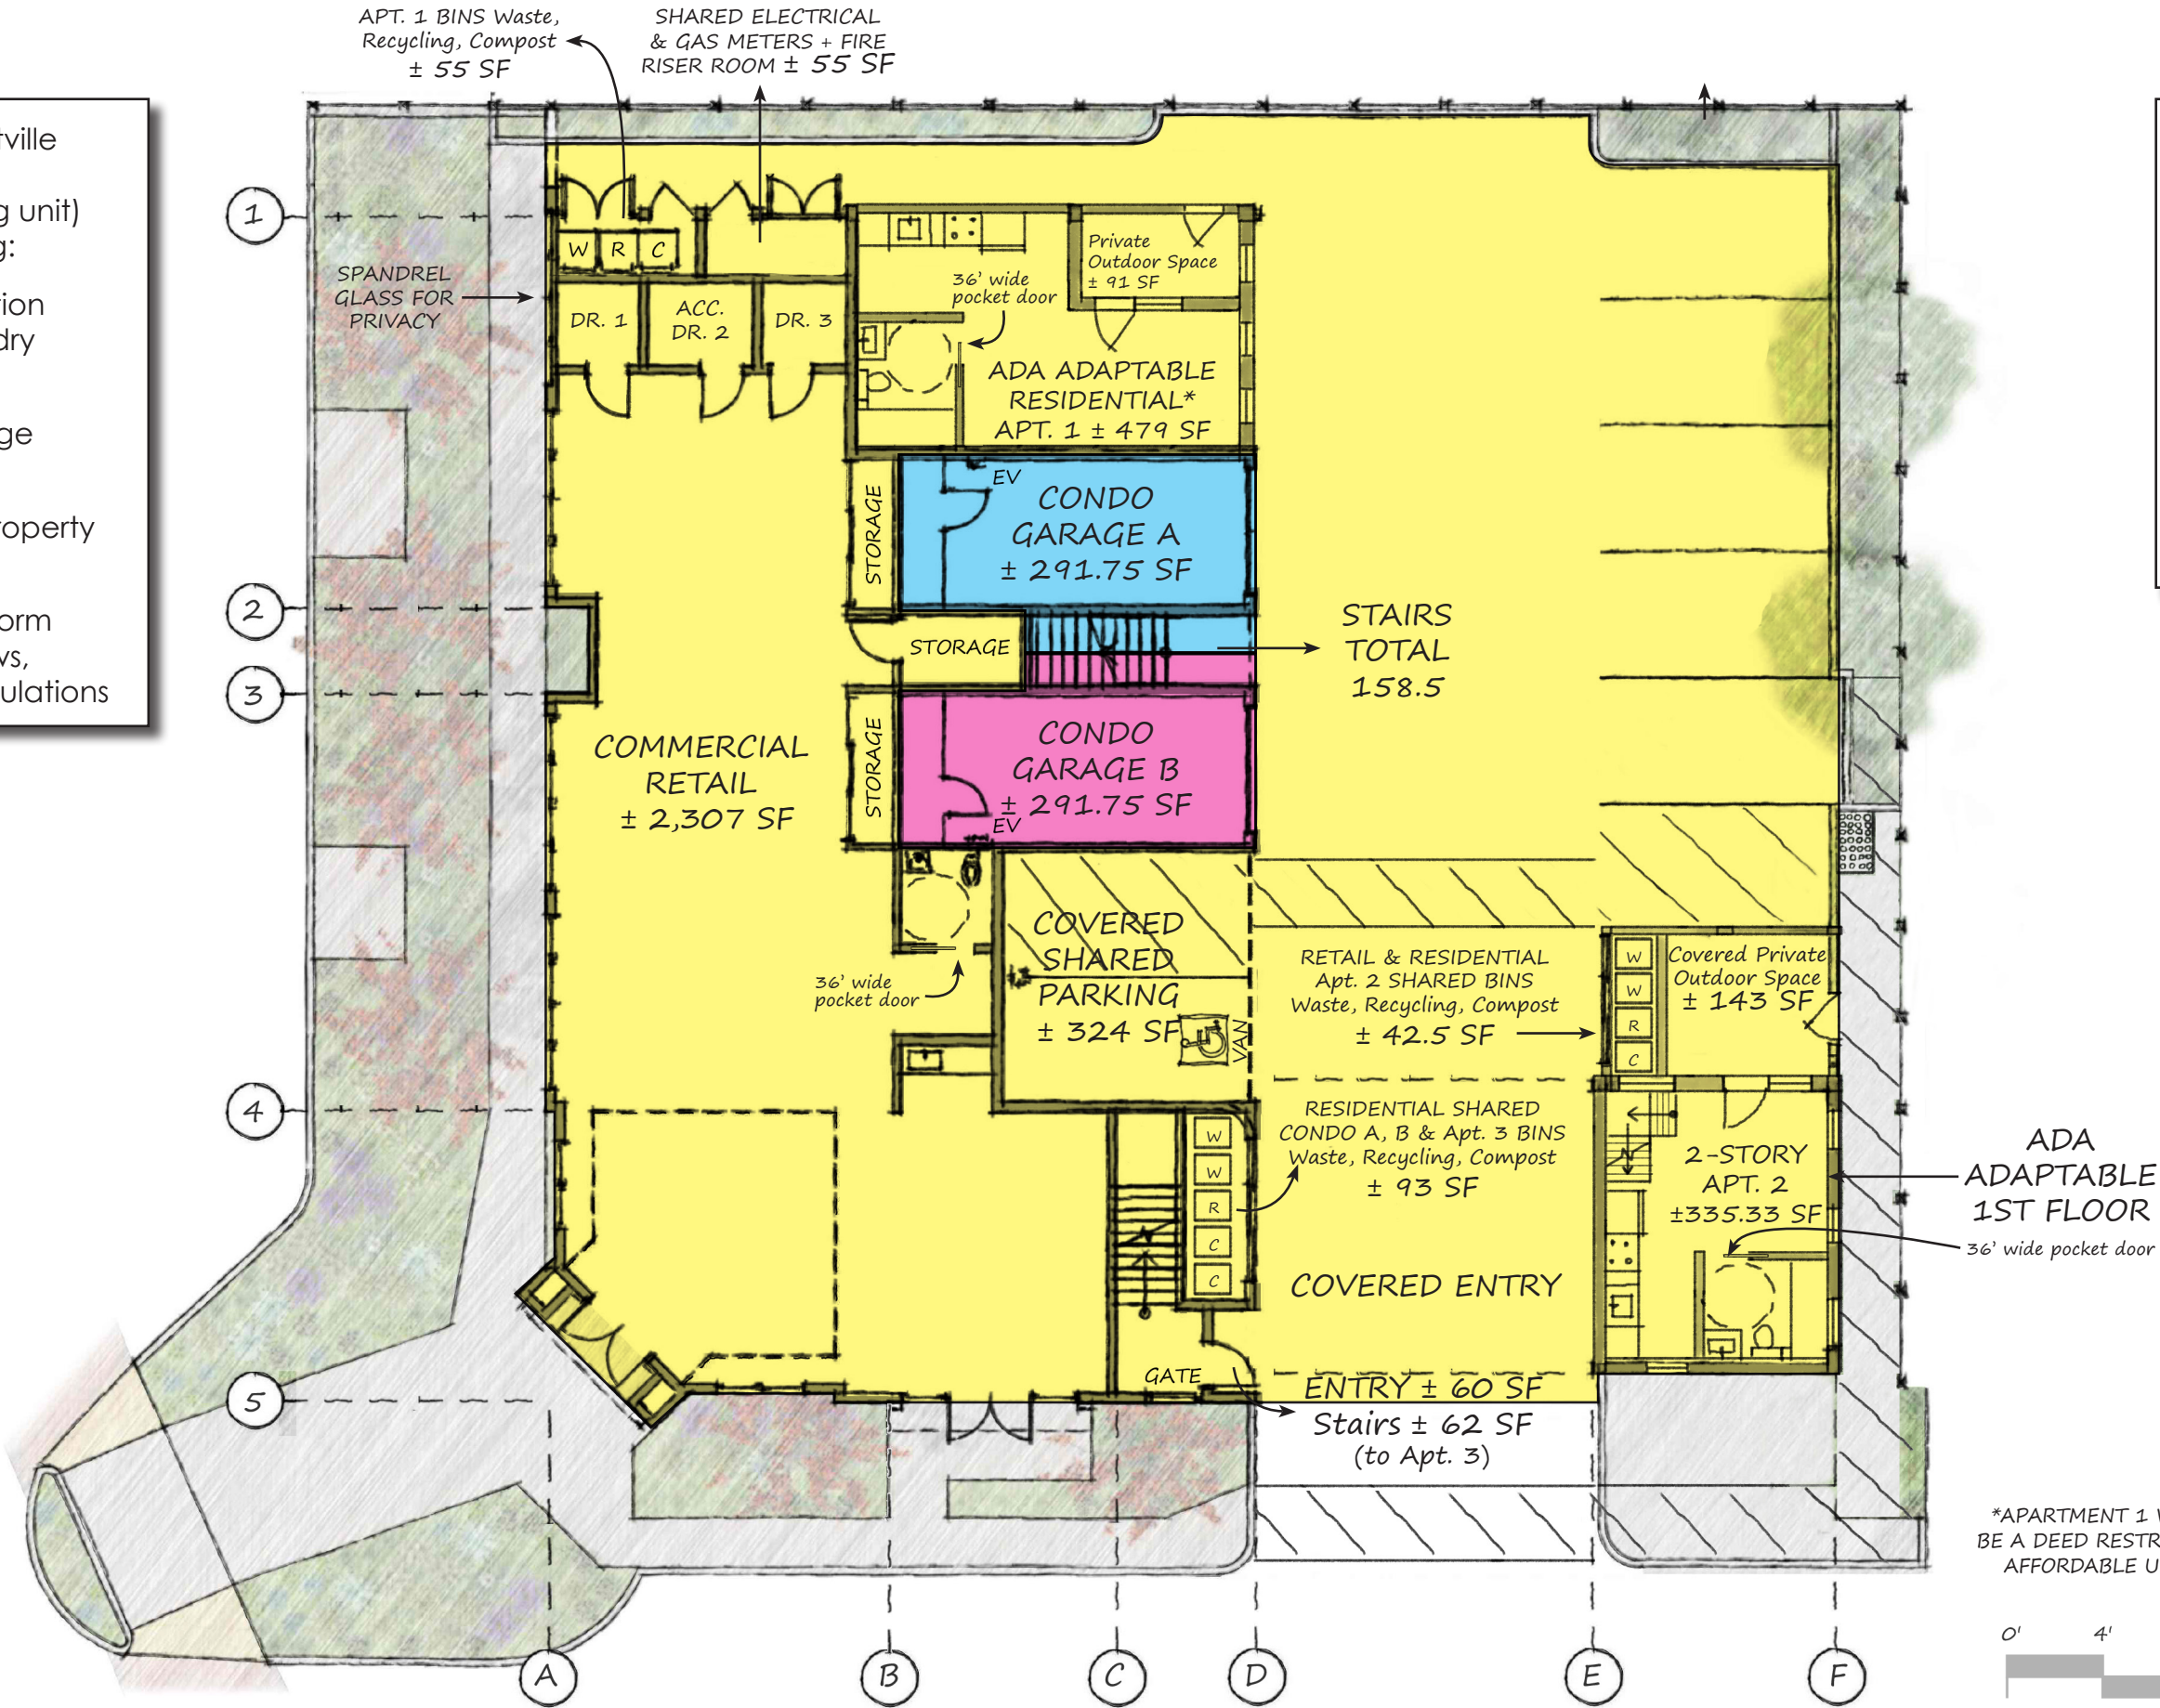 APT. 1 BINS Waste,
Recycling, Compost
± 55 SF
SHARED ELECTRICAL
& GAS METERS + FIRE
RISER ROOM ± 55 SF
ville
g unit)
g:
tion
dry
ge
operty
orm
vs,
ulations
1
2
3
4
5
SPANDREL
GLASS FOR
PRIVACY
W R C
DR. 1
ACC.
DR. 2
DR. 3
Private
Outdoor Space
± 91 SF
36' wide
pocket door
ADA ADAPTABLE
RESIDENTIAL*
APT. 1 ± 479 SF
STORAGE
EV
CONDO
GARAGE A
± 291.75 SF
STORAGE
STAIRS
TOTAL
158.5
COMMERCIAL
RETAIL
± 2,307 SF
STORAGE
CONDO
GARAGE B
± 291.75 SF
EV
36' wide
pocket door
COVERED
SHARED
PARKING
± 324 SF
VAN
RETAIL & RESIDENTIAL
Apt. 2 SHARED BINS
Waste, Recycling, Compost
± 42.5 SF
W
W
R
C
Covered Private
Outdoor Space
± 143 SF
RESIDENTIAL SHARED
CONDO A, B & Apt. 3 BINS
Waste, Recycling, Compost
± 93 SF
W
W
R
C
C
2-STORY
APT. 2
±335.33 SF
ADA
ADAPTABLE
1ST FLOOR
36' wide pocket door
COVERED ENTRY
GATE
ENTRY ± 60 SF
Stairs ± 62 SF
(to Apt. 3)
*APARTMENT 1
BE A DEED RESTR
AFFORDABLE U
0' 4'
A B C D E F